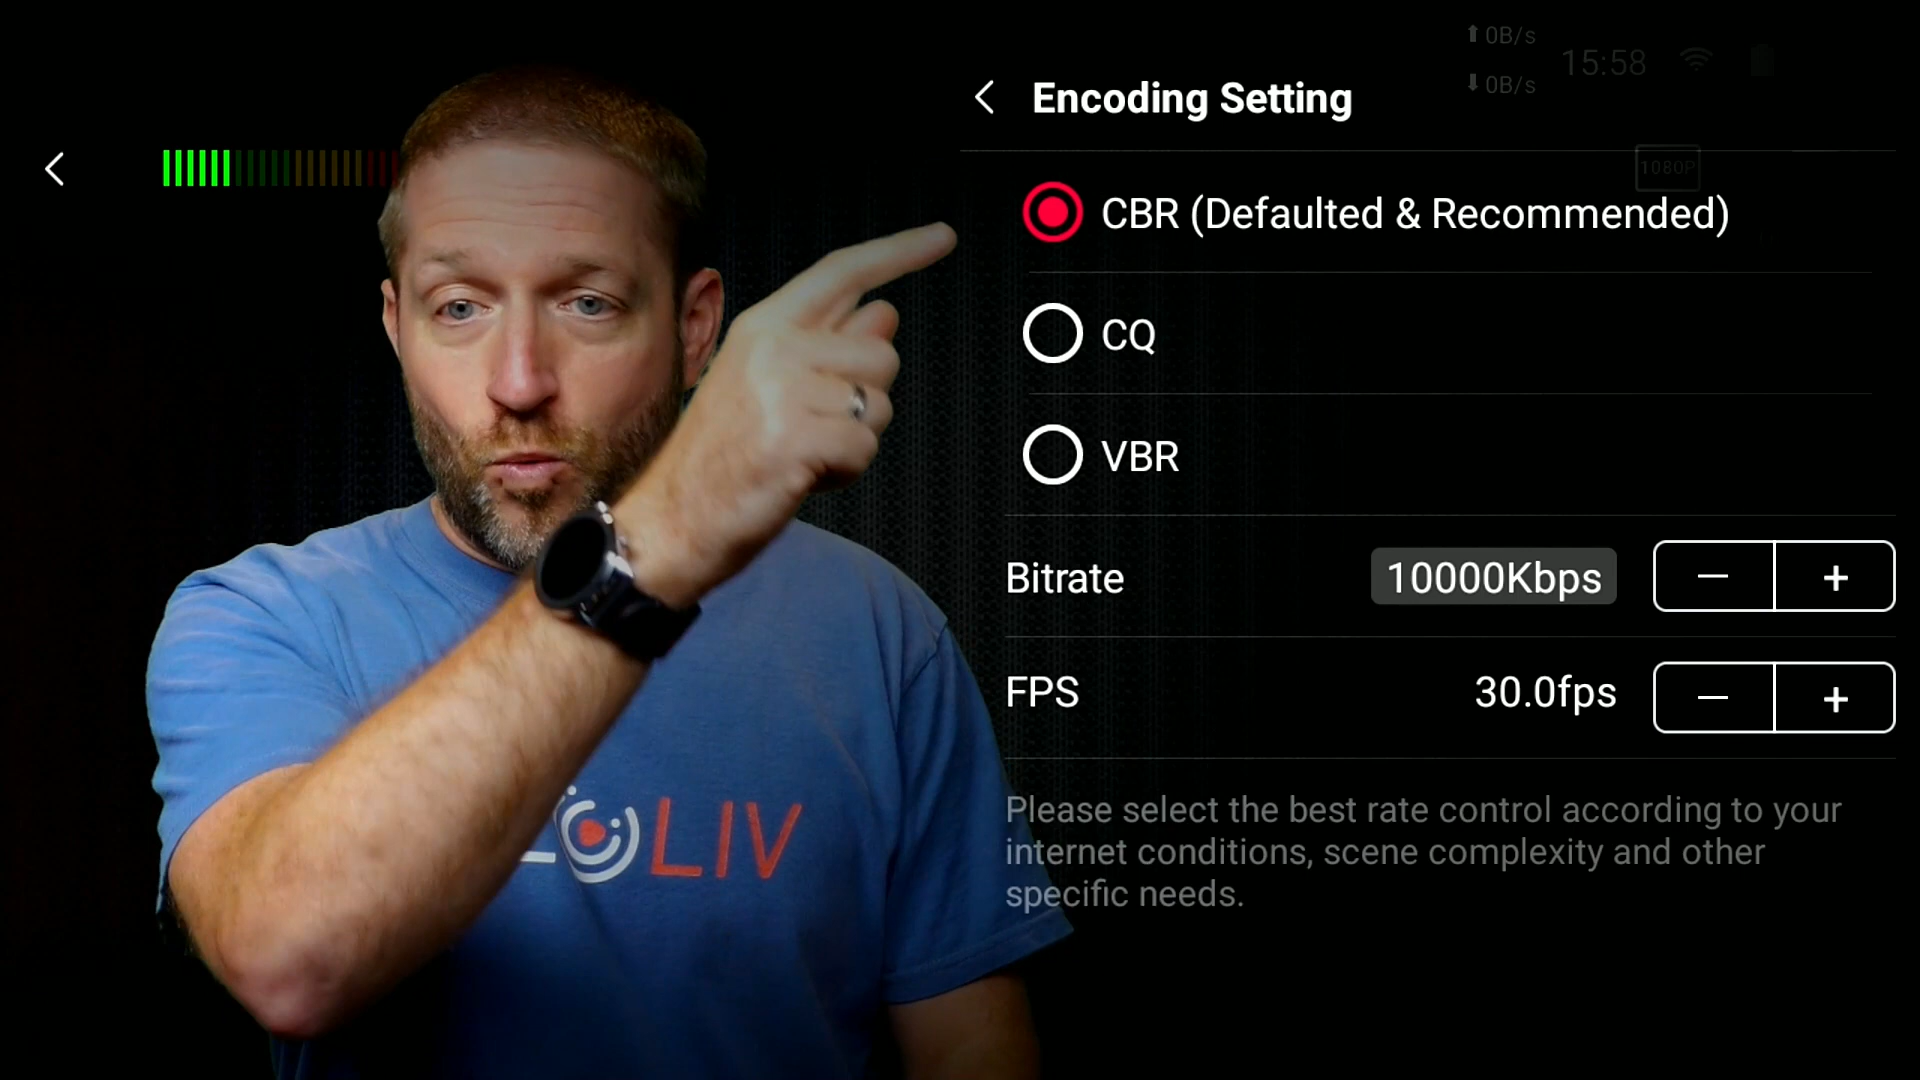 0B/s
15:58
0B/s
Encoding Setting
1080P
CBR (Defaulted & Recommended)
CQ
VBR
Bitrate 10000Kbps - +
FPS 30.0fps - +
LIV
Please select the best rate control according to your
internet conditions, scene complexity and other
specific needs.